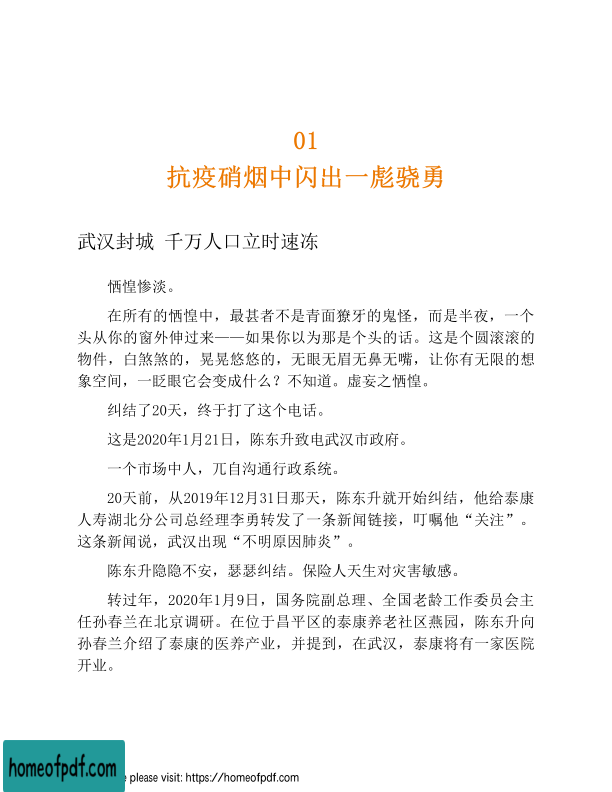 01
抗疫硝烟中闪出一彪骁勇
武汉封城 千万人口立时速冻
恓惶惨淡。
在所有的恓惶中，最甚者不是青面獠牙的鬼怪，而是半夜，一个
头从你的窗外伸过来——如果你以为那是个头的话。这是个圆滚滚的
物件，白煞煞的，晃晃悠悠的，无眼无眉无鼻无嘴，让你有无限的想
象空间，一眨眼它会变成什么？不知道。虚妄之恓惶。
纠结了20天，终于打了这个电话。
这是2020年1月21日，陈东升致电武汉市政府。
一个市场中人，兀自沟通行政系统。
20天前，从2019年12月31日那天，陈东升就开始纠结，他给泰康
人寿湖北分公司总经理李勇转发了一条新闻链接，叮嘱他“关注”。
这条新闻说，武汉出现“不明原因肺炎”。
陈东升隐隐不安，瑟瑟纠结。保险人天生对灾害敏感。
转过年，2020年1月9日，国务院副总理、全国老龄工作委员会主
任孙春兰在北京调研。在位于昌平区的泰康养老社区燕园，陈东升向
孙春兰介绍了泰康的医养产业，并提到，在武汉，泰康将有一家医院
开业。
homeofpdf.com
e please visit: https://homeofpdf.com